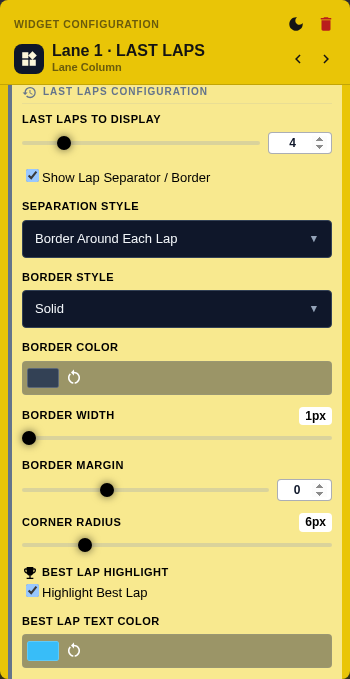 WIDGET CONFIGURATION
Lane 1 · LAST LAPS
Lane Column
LAST LAPS CONFIGURATION
LAST LAPS TO DISPLAY
4
Show Lap Separator / Border
SEPARATION STYLE
Border Around Each Lap
BORDER STYLE
Solid
BORDER COLOR
BORDER WIDTH 1px
BORDER MARGIN
0
CORNER RADIUS 6px
BEST LAP HIGHLIGHT
Highlight Best Lap
BEST LAP TEXT COLOR